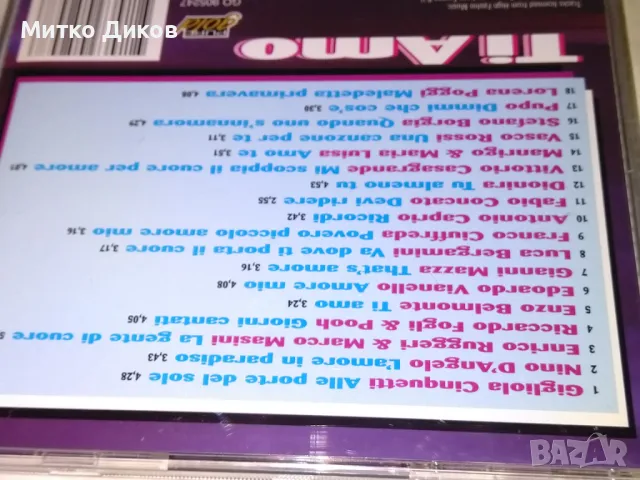 Митко Диков
Ti Amo
PURE gold
GO 805247
1 Gigliola Cinquetti Alle porte del sole 4,28
2 Nino D'Angelo L'amore in paradiso 3,43
3 Enrico Ruggeri & Marco Masini La gente di cuore
4 Riccardo Fogli & Pooh Giorni cantati 4,05
5 Enzo Belmonte Ti amo 3,24
6 Edoardo Vianello Amore mio 4,08
7 Gianni Mazza That's amore 3,16
8 Luca Bergamini Va dove ti porta il cuore 3,17
9 Franco Ciuffreda Povero piccolo amore mio 3,16
10 Antonio Caprio Ricordi 3,42
11 Fabio Concato Devi ridere 2,55
12 Dionira Tu almeno tu 4,53
13 Vittorio Casagrande Mi scoppia il cuore per amore
14 Manrigo & Maria Luisa Amo te 3,51
15 Vasco Rossi Una canzone per te 3,11
16 Stefano Borgia Quando uno s'innamora 4,29
17 Pupo Dimmi che cos'e 3,30
18 Lorena Poggi Maledetta primavera 4,06
BAZAR